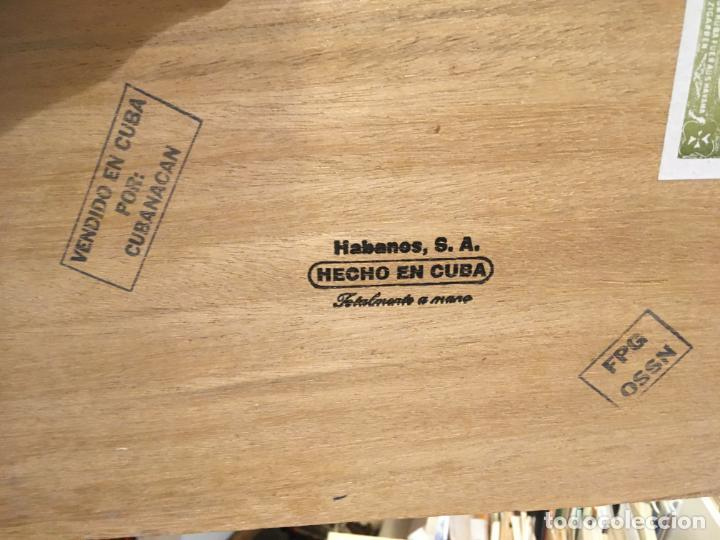 VENDIDO EN CUBA
POR:
CUBANACAN
Habanos, S. A.
HECHO EN CUBA
Totalmente a mano
FPG
OSSN
todocoleccion